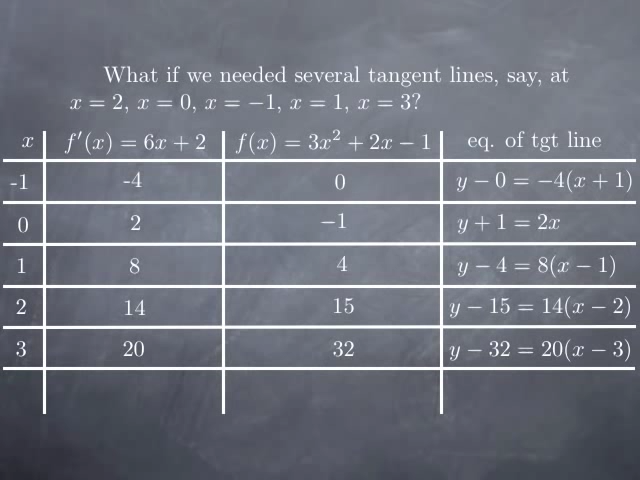 What if we needed several tangent lines, say, at
x = 2, x = 0, x = −1, x = 1, x = 3?
x f′(x) = 6x + 2 f(x) = 3x² + 2x − 1 eq. of tgt line
-1 -4 0 y − 0 = −4(x + 1)
0 2 −1 y + 1 = 2x
1 8 4 y − 4 = 8(x − 1)
2 14 15 y − 15 = 14(x − 2)
3 20 32 y − 32 = 20(x − 3)